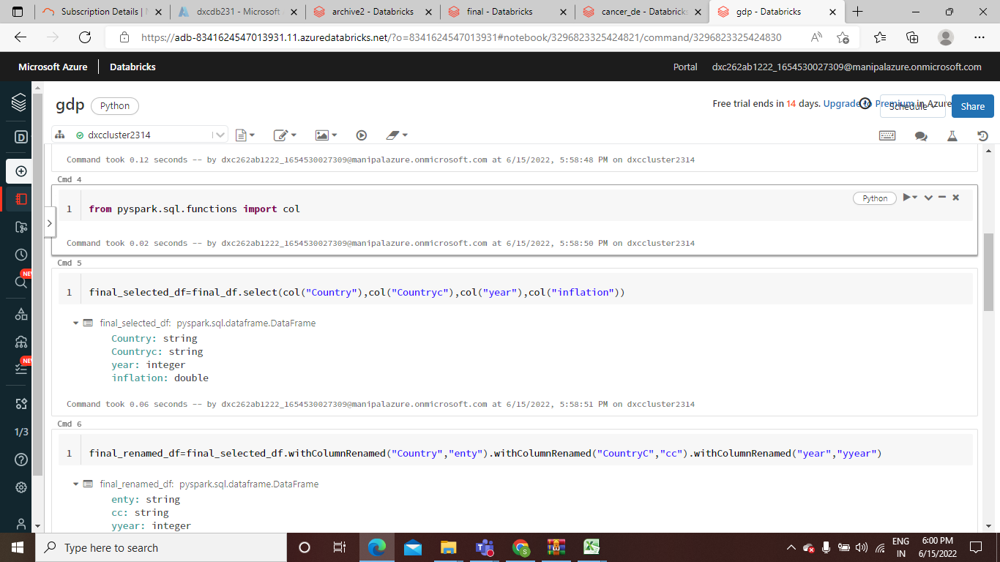 Subscription Details | N
dxcdb231 - Microsoft A
archive2 - Databricks
final - Databricks
cancer_de - Databricks
gdp - Databricks
https://adb-8341624547013931.11.azuredatabricks.net/?o=8341624547013931#notebook/3296823325424821/command/3296823325424830
Microsoft Azure
Databricks
Portal
dxc262ab1222_1654530027309@manipalazure.onmicrosoft.com
gdp
Python
Free trial ends in 14 days. Upgrade to Premium in Azure
Schedule
Share
dxccluster2314
Command took 0.12 seconds -- by dxc262ab1222_1654530027309@manipalazure.onmicrosoft.com at 6/15/2022, 5:58:48 PM on dxccluster2314
Cmd 4
Python
1 from pyspark.sql.functions import col
Command took 0.02 seconds -- by dxc262ab1222_1654530027309@manipalazure.onmicrosoft.com at 6/15/2022, 5:58:50 PM on dxccluster2314
Cmd 5
1 final_selected_df=final_df.select(col("Country"),col("Countryc"),col("year"),col("inflation"))
final_selected_df: pyspark.sql.dataframe.DataFrame
Country: string
Countryc: string
year: integer
inflation: double
Command took 0.06 seconds -- by dxc262ab1222_1654530027309@manipalazure.onmicrosoft.com at 6/15/2022, 5:58:51 PM on dxccluster2314
Cmd 6
1 final_renamed_df=final_selected_df.withColumnRenamed("Country","enty").withColumnRenamed("CountryC","cc").withColumnRenamed("year","yyear")
final_renamed_df: pyspark.sql.dataframe.DataFrame
enty: string
cc: string
yyear: integer
D
NEW
NEW
1/3
Type here to search
ENG
IN
6:00 PM
6/15/2022